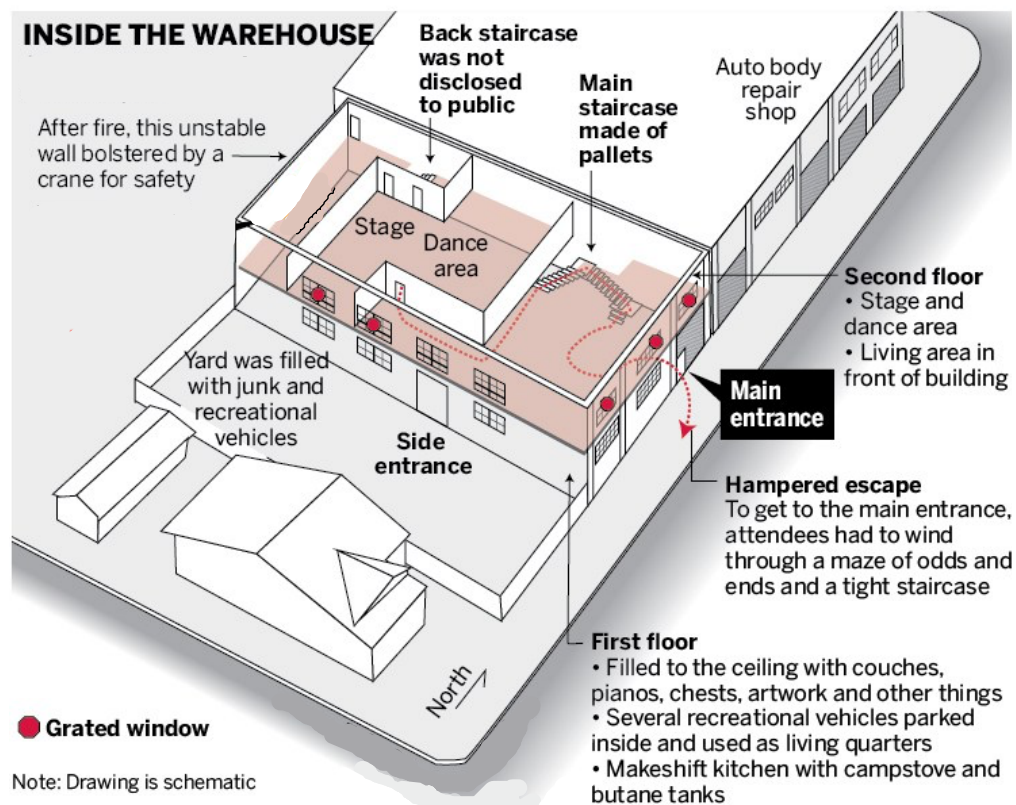 INSIDE THE WAREHOUSE
Back staircase
was not
disclosed
to public
Main
staircase
made of
pallets
Auto body
repair
shop
After fire, this unstable
wall bolstered by a
crane for safety
Stage
Dance
area
Second floor
• Stage and
dance area
• Living area in
front of building
Yard was filled
with junk and
recreational
vehicles
Side
entrance
Main
entrance
Hampered escape
To get to the main entrance,
attendees had to wind
through a maze of odds and
ends and a tight staircase
First floor
• Filled to the ceiling with couches,
pianos, chests, artwork and other things
• Several recreational vehicles parked
inside and used as living quarters
• Makeshift kitchen with campstove and
butane tanks
North
Grated window
Note: Drawing is schematic